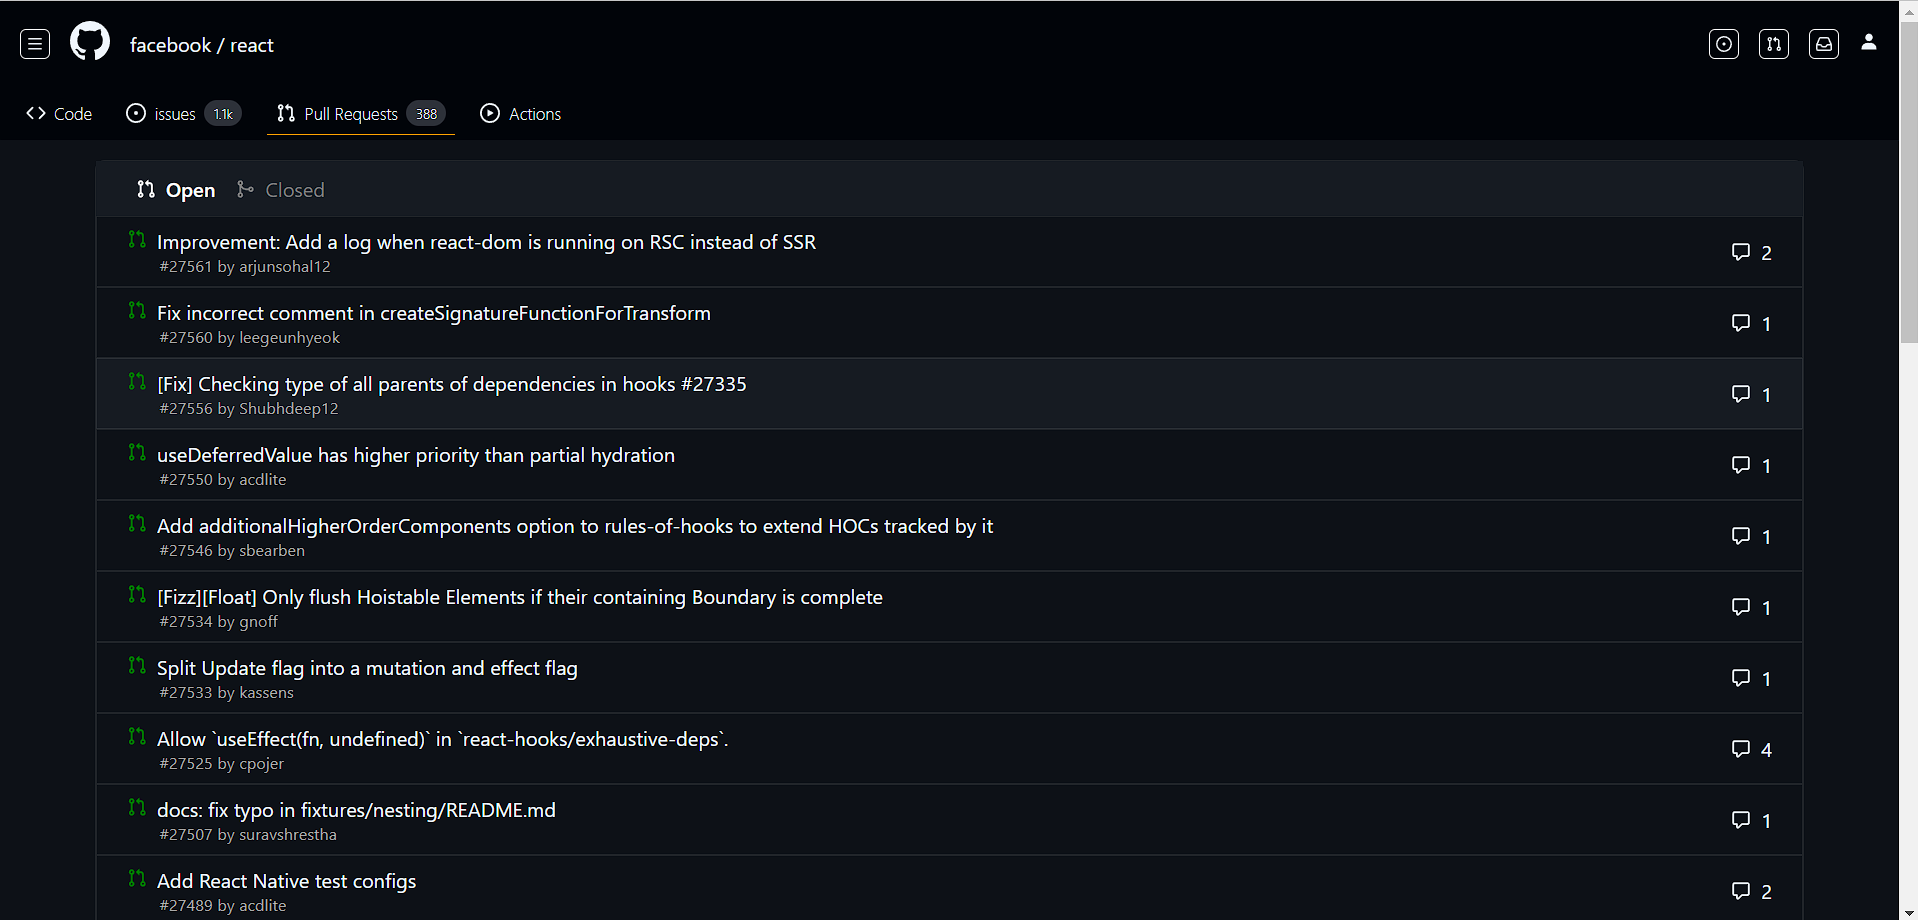 facebook / react
Code issues 1.1k Pull Requests 388 Actions
Open Closed
Improvement: Add a log when react-dom is running on RSC instead of SSR
#27561 by arjunsohal12
2
Fix incorrect comment in createSignatureFunctionForTransform
#27560 by leegeunhyeok
1
[Fix] Checking type of all parents of dependencies in hooks #27335
#27556 by Shubhdeep12
1
useDeferredValue has higher priority than partial hydration
#27550 by acdlite
1
Add additionalHigherOrderComponents option to rules-of-hooks to extend HOCs tracked by it
#27546 by sbearben
1
[Fizz][Float] Only flush Hoistable Elements if their containing Boundary is complete
#27534 by gnoff
1
Split Update flag into a mutation and effect flag
#27533 by kassens
1
Allow `useEffect(fn, undefined)` in `react-hooks/exhaustive-deps`.
#27525 by cpojer
4
docs: fix typo in fixtures/nesting/README.md
#27507 by suravshrestha
1
Add React Native test configs
#27489 by acdlite
2